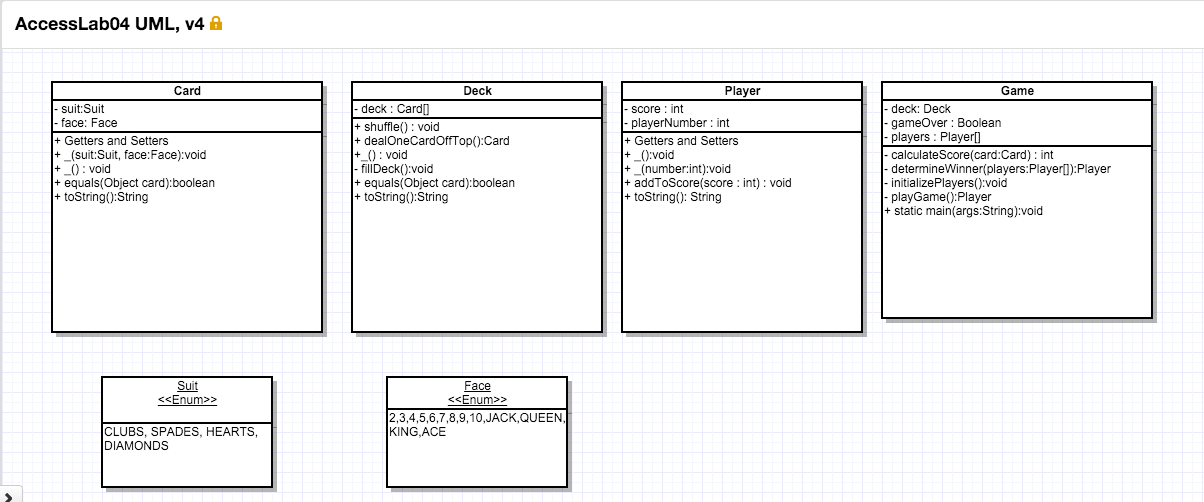 AccessLab04 UML, v4
Card
- suit:Suit
- face: Face
+ Getters and Setters
+ _(suit:Suit, face:Face):void
+ _() : void
+ equals(Object card):boolean
+ toString():String
Deck
- deck : Card[]
+ shuffle() : void
+ dealOneCardOffTop():Card
+_() : void
- fillDeck():void
+ equals(Object card):boolean
+ toString():String
Player
- score : int
- playerNumber : int
+ Getters and Setters
+ _():void
+ _(number:int):void
+ addToScore(score : int) : void
+ toString(): String
Game
- deck: Deck
- gameOver : Boolean
- players : Player[]
- calculateScore(card:Card) : int
- determineWinner(players:Player[]):Player
- initializePlayers():void
- playGame():Player
+ static main(args:String):void
Suit
<<Enum>>
CLUBS, SPADES, HEARTS,
DIAMONDS
Face
<<Enum>>
2,3,4,5,6,7,8,9,10,JACK,QUEEN,
KING,ACE